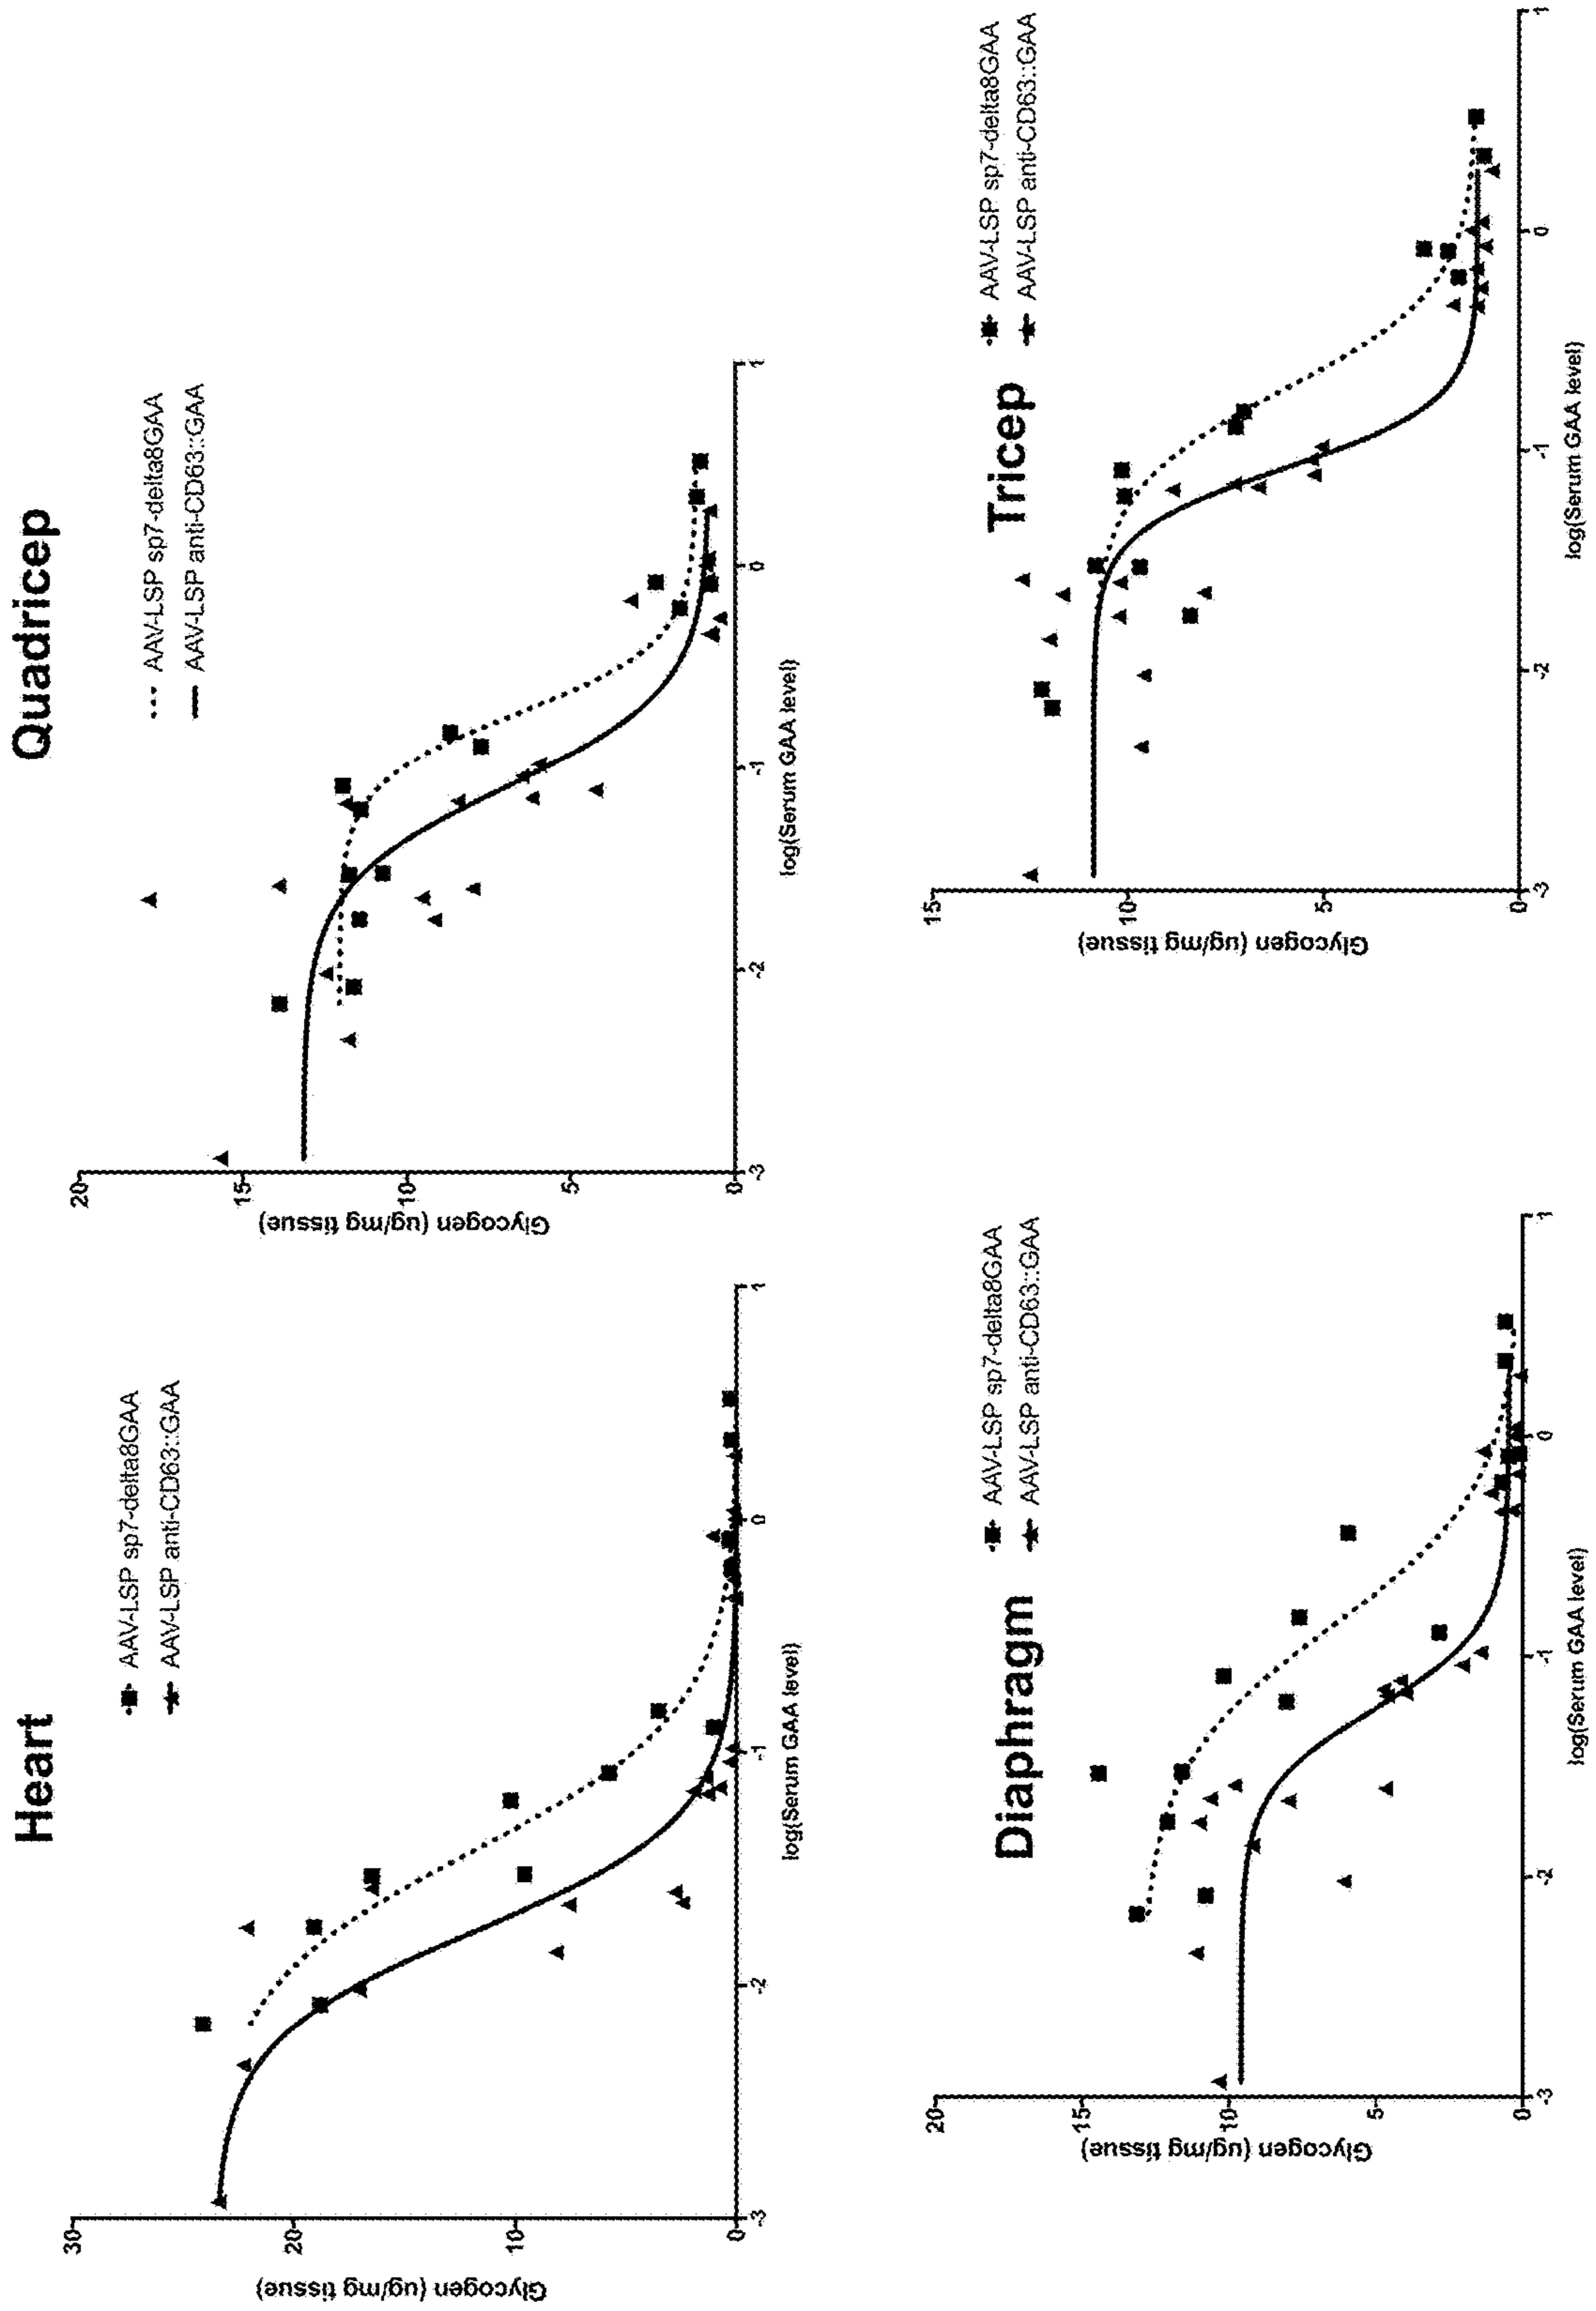 Heart
AAV-LSP sp7-delta8GAA
AAV-LSP anti-CD63::GAA
Glycogen (ug/mg tissue)
30
20
10
0
-3
-2
-1
0
1
log(Serum GAA level)
Quadricep
AAV-LSP sp7-delta8GAA
AAV-LSP anti-CD63::GAA
Glycogen (ug/mg tissue)
20
15
10
5
0
-3
-2
-1
0
1
log(Serum GAA level)
Diaphragm
AAV-LSP sp7-delta8GAA
AAV-LSP anti-CD63::GAA
Glycogen (ug/mg tissue)
20
15
10
5
0
-3
-2
-1
0
1
log(Serum GAA level)
Tricep
AAV-LSP sp7-delta8GAA
AAV-LSP anti-CD63::GAA
Glycogen (ug/mg tissue)
15
10
5
0
-3
-2
-1
0
1
log(Serum GAA level)